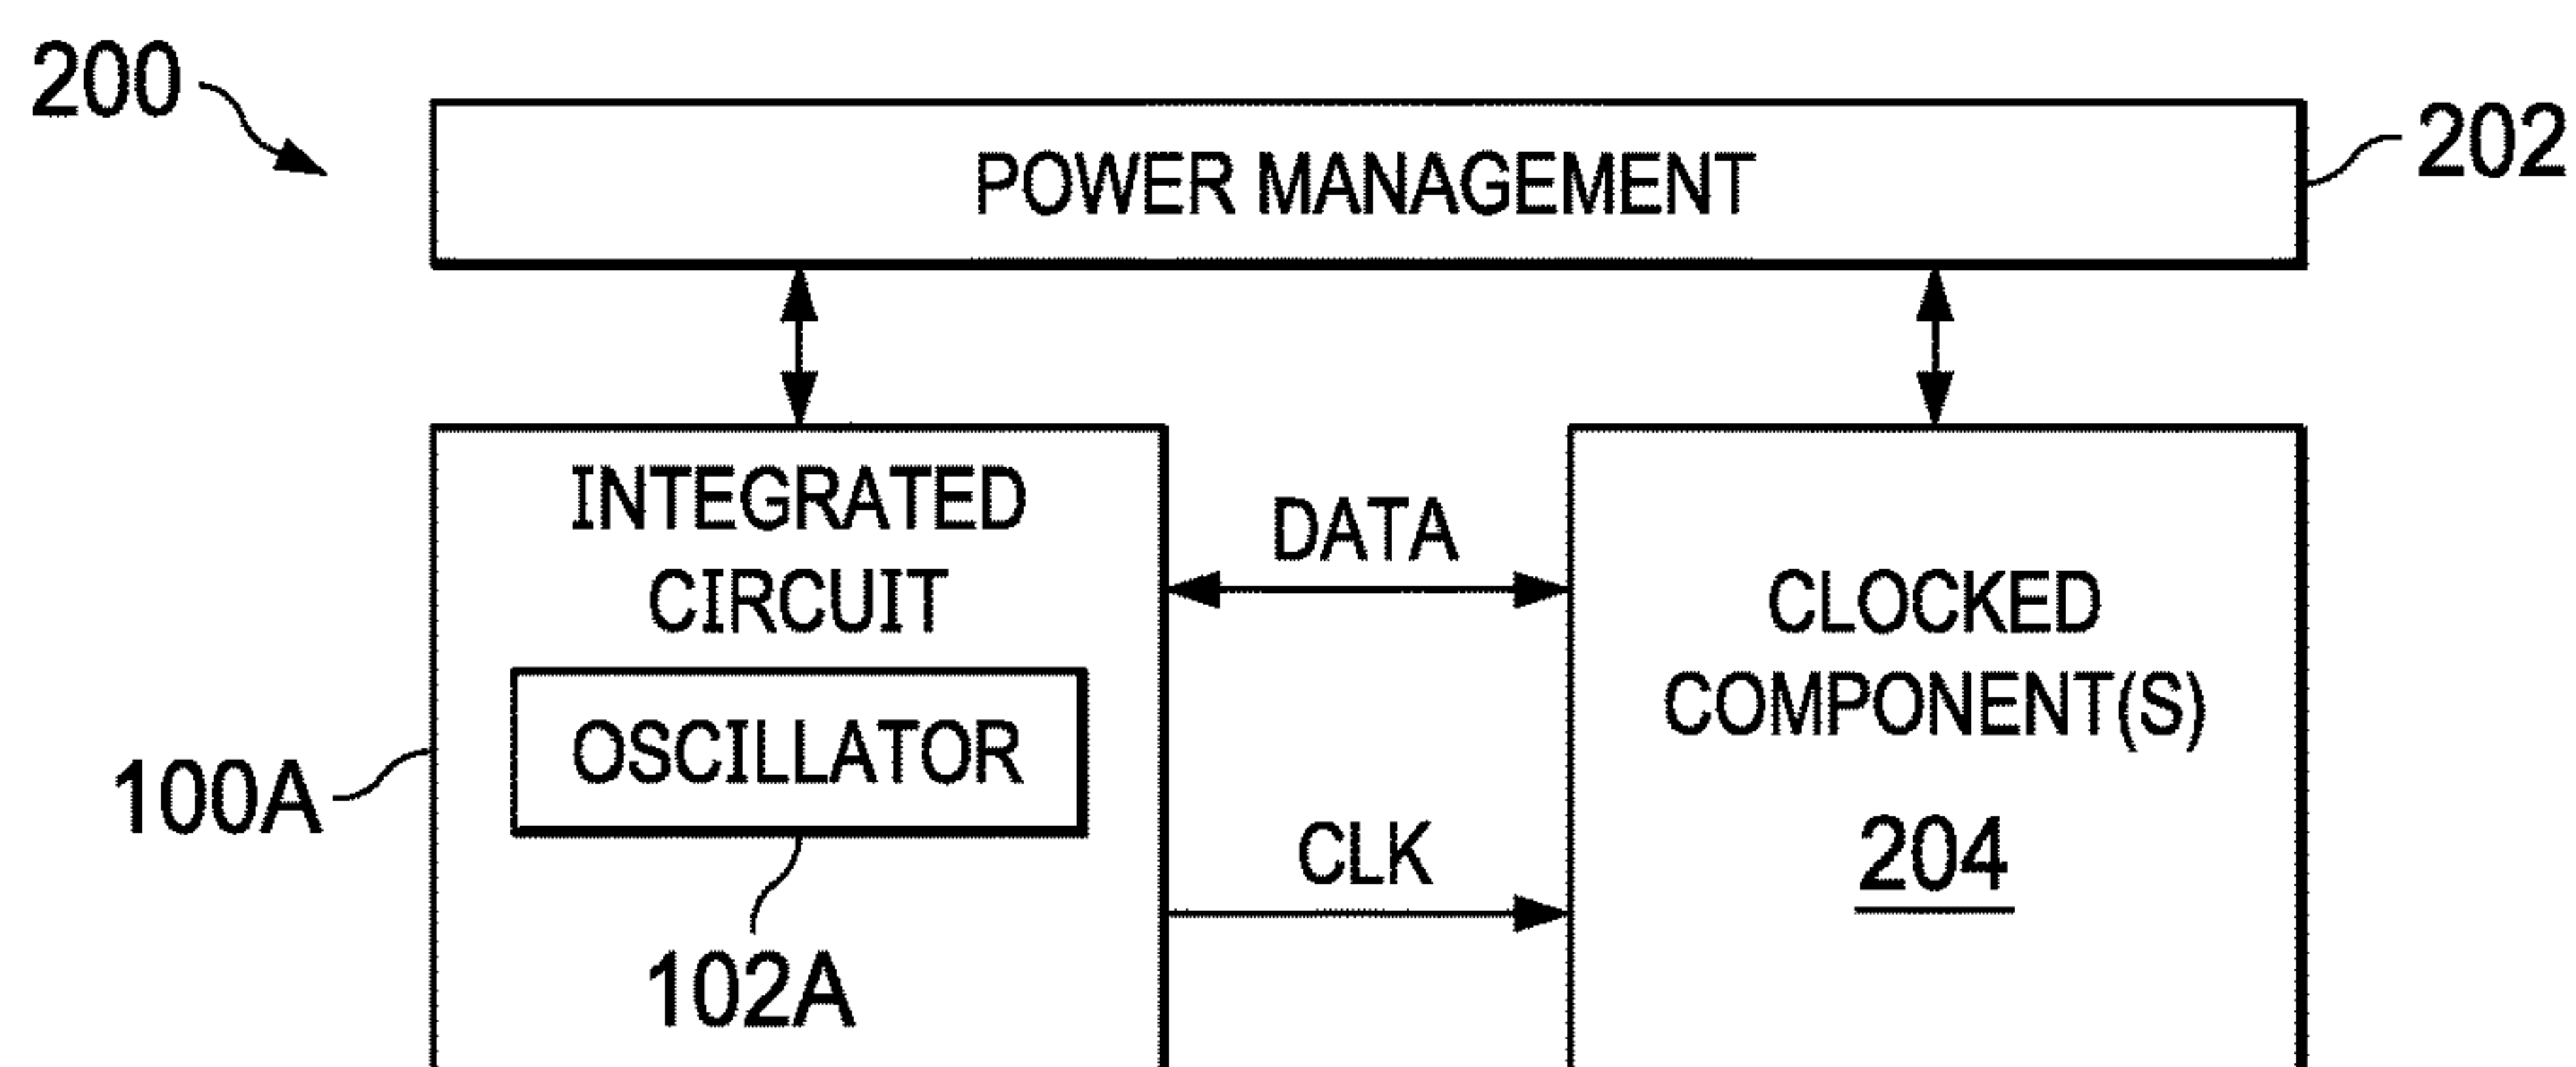 200
POWER MANAGEMENT
202
INTEGRATED
CIRCUIT
OSCILLATOR
100A
102A
DATA
CLK
CLOCKED
COMPONENT(S)
204